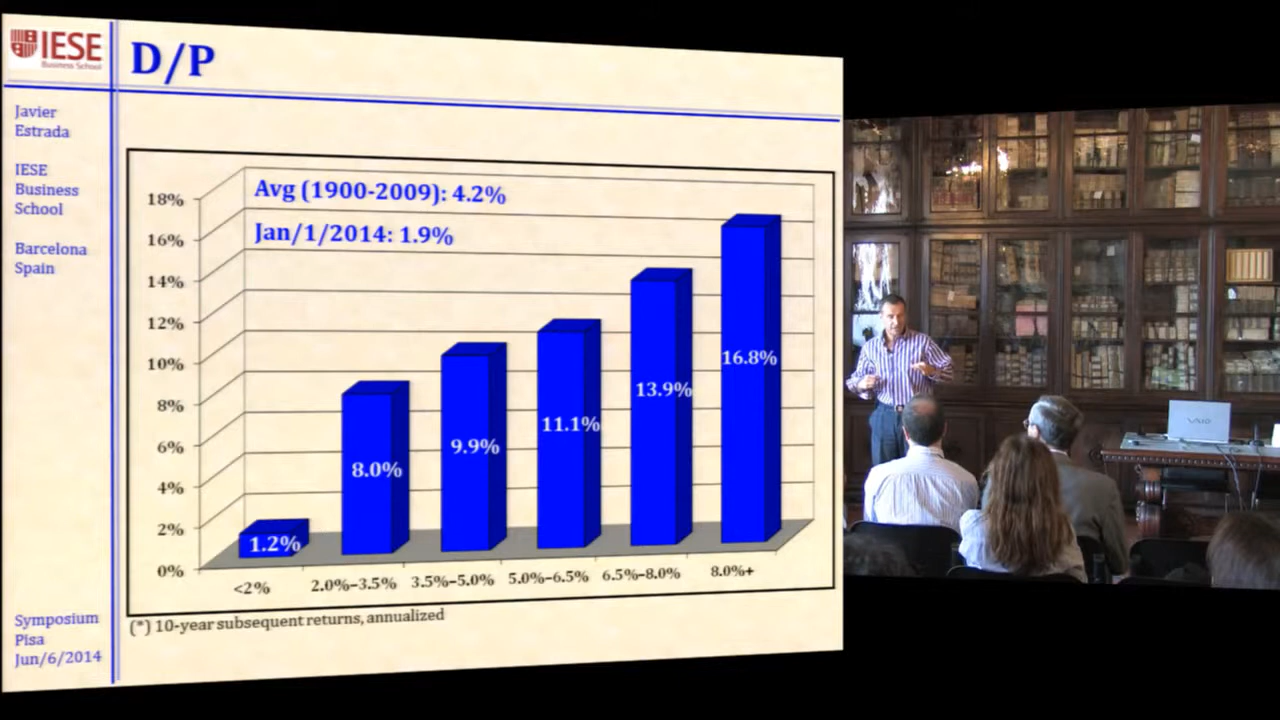 IESE
Business School
D/P
Javier
Estrada
IESE
Business
School
Barcelona
Spain
Symposium
Pisa
Jun/6/2014
Avg (1900-2009): 4.2%
Jan/1/2014: 1.9%
18%
16%
14%
12%
10%
8%
6%
4%
2%
0%
1.2%
8.0%
9.9%
11.1%
13.9%
16.8%
<2%
2.0%–3.5%
3.5%–5.0%
5.0%–6.5%
6.5%–8.0%
8.0%+
(*) 10-year subsequent returns, annualized
VAIO